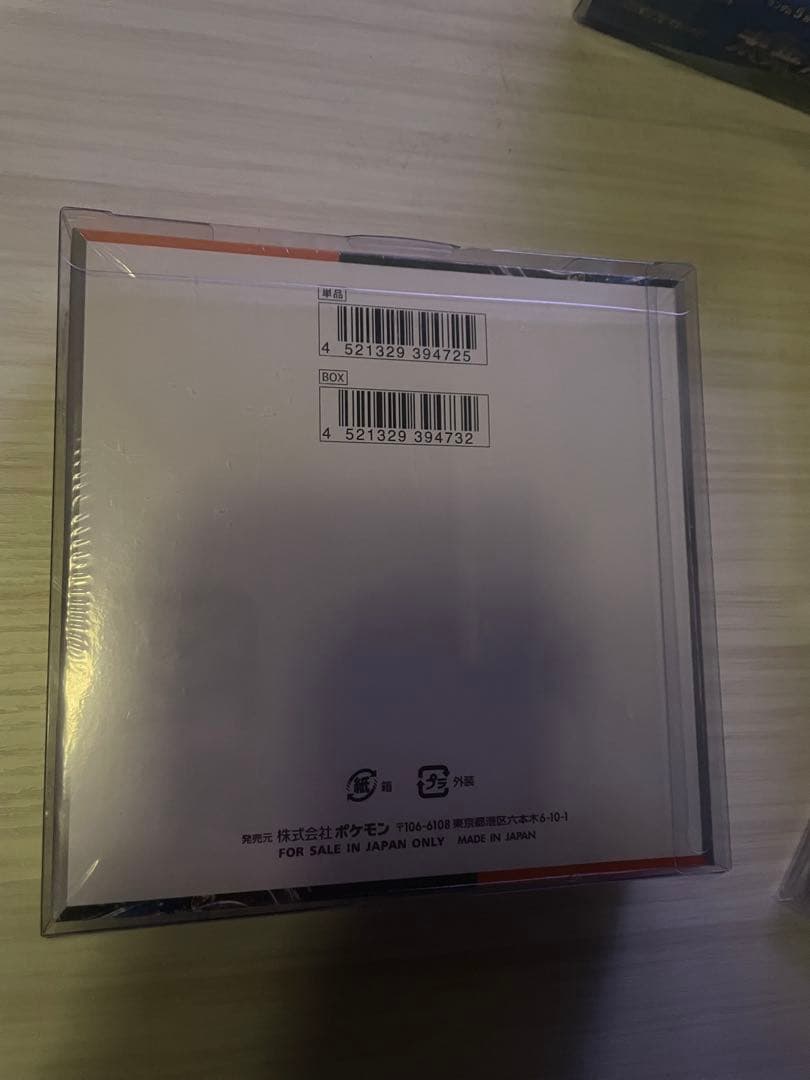 単品
4 521329 394725
BOX
4 521329 394732
紙 箱
プラ 外装
発売元 株式会社 ポケモン 〒106-6108 東京都港区六本木6-10-1
FOR SALE IN JAPAN ONLY MADE IN JAPAN